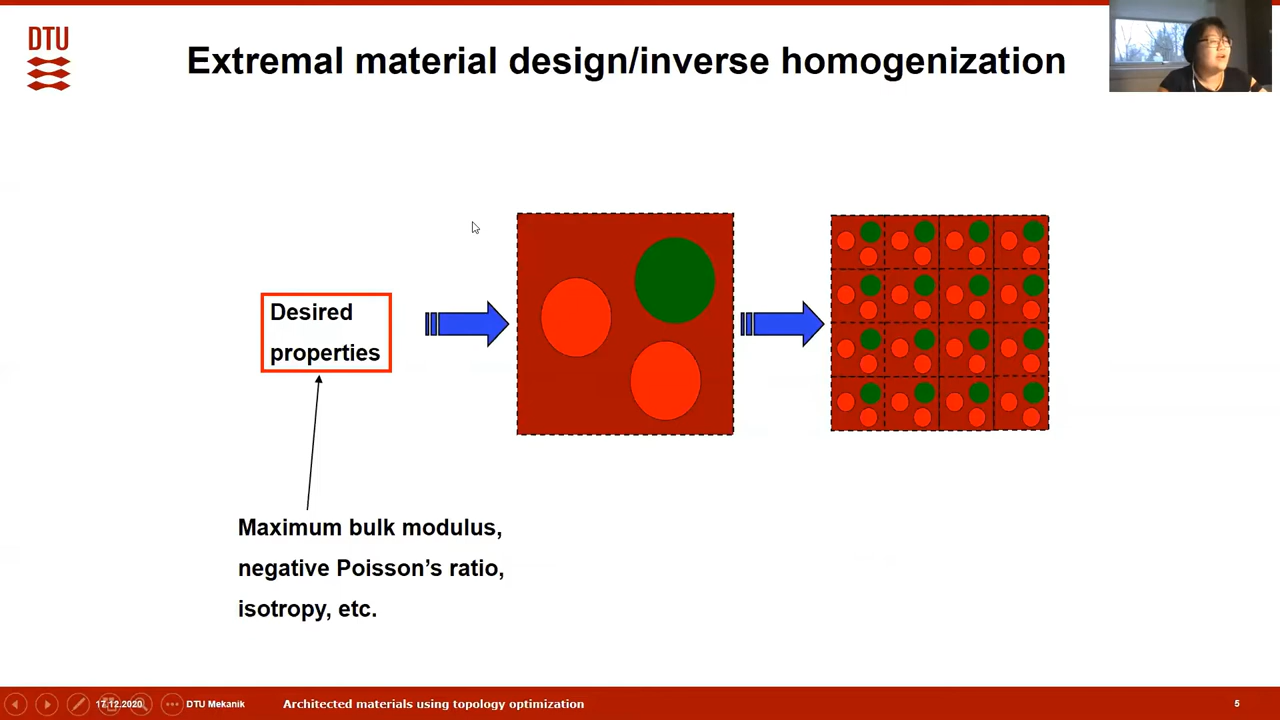 DTU
Extremal material design/inverse homogenization
Desired
properties
Maximum bulk modulus,
negative Poisson’s ratio,
isotropy, etc.
17.12.2020 DTU Mekanik Architected materials using topology optimization 5